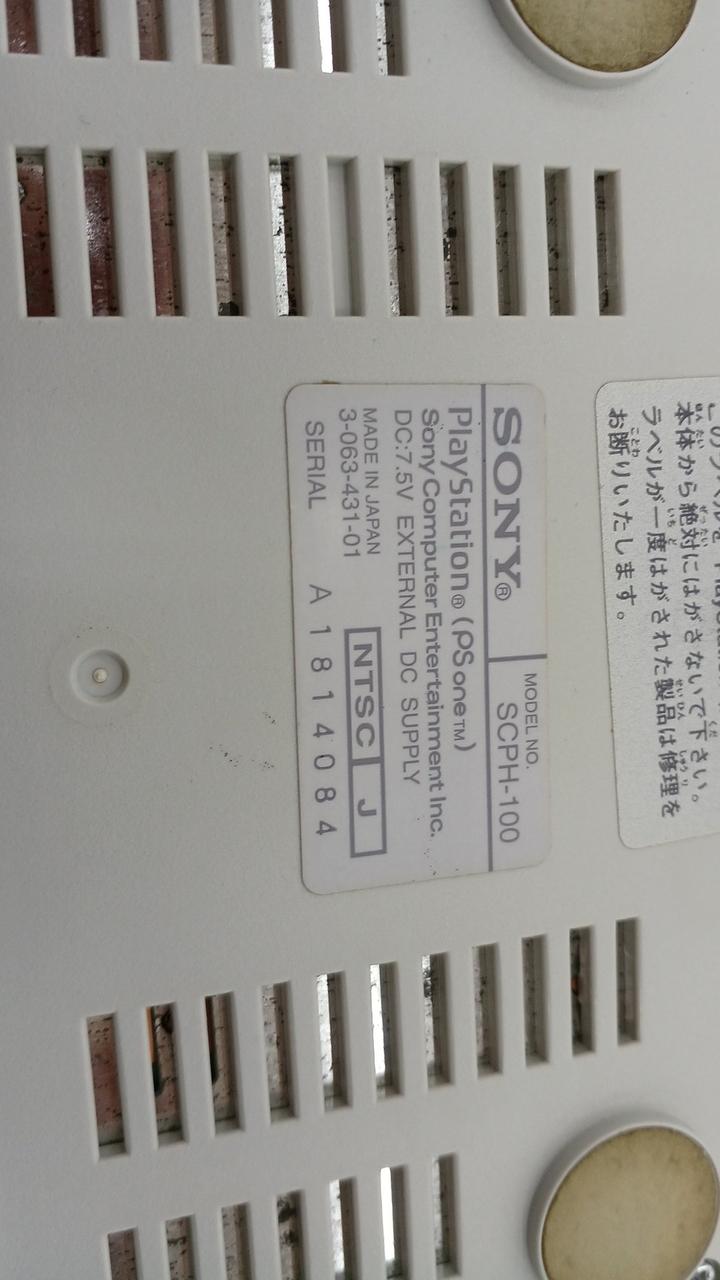 SONY®
MODEL NO.
SCPH-100
PlayStation® (PS one™)
Sony Computer Entertainment Inc.
DC:7.5V EXTERNAL DC SUPPLY
MADE IN JAPAN
3-063-431-01
NTSC J
SERIAL A1814084
本体から絶対にはがさないで下さい。
ラベルが一度はがされた製品は修理を
お断りいたします。